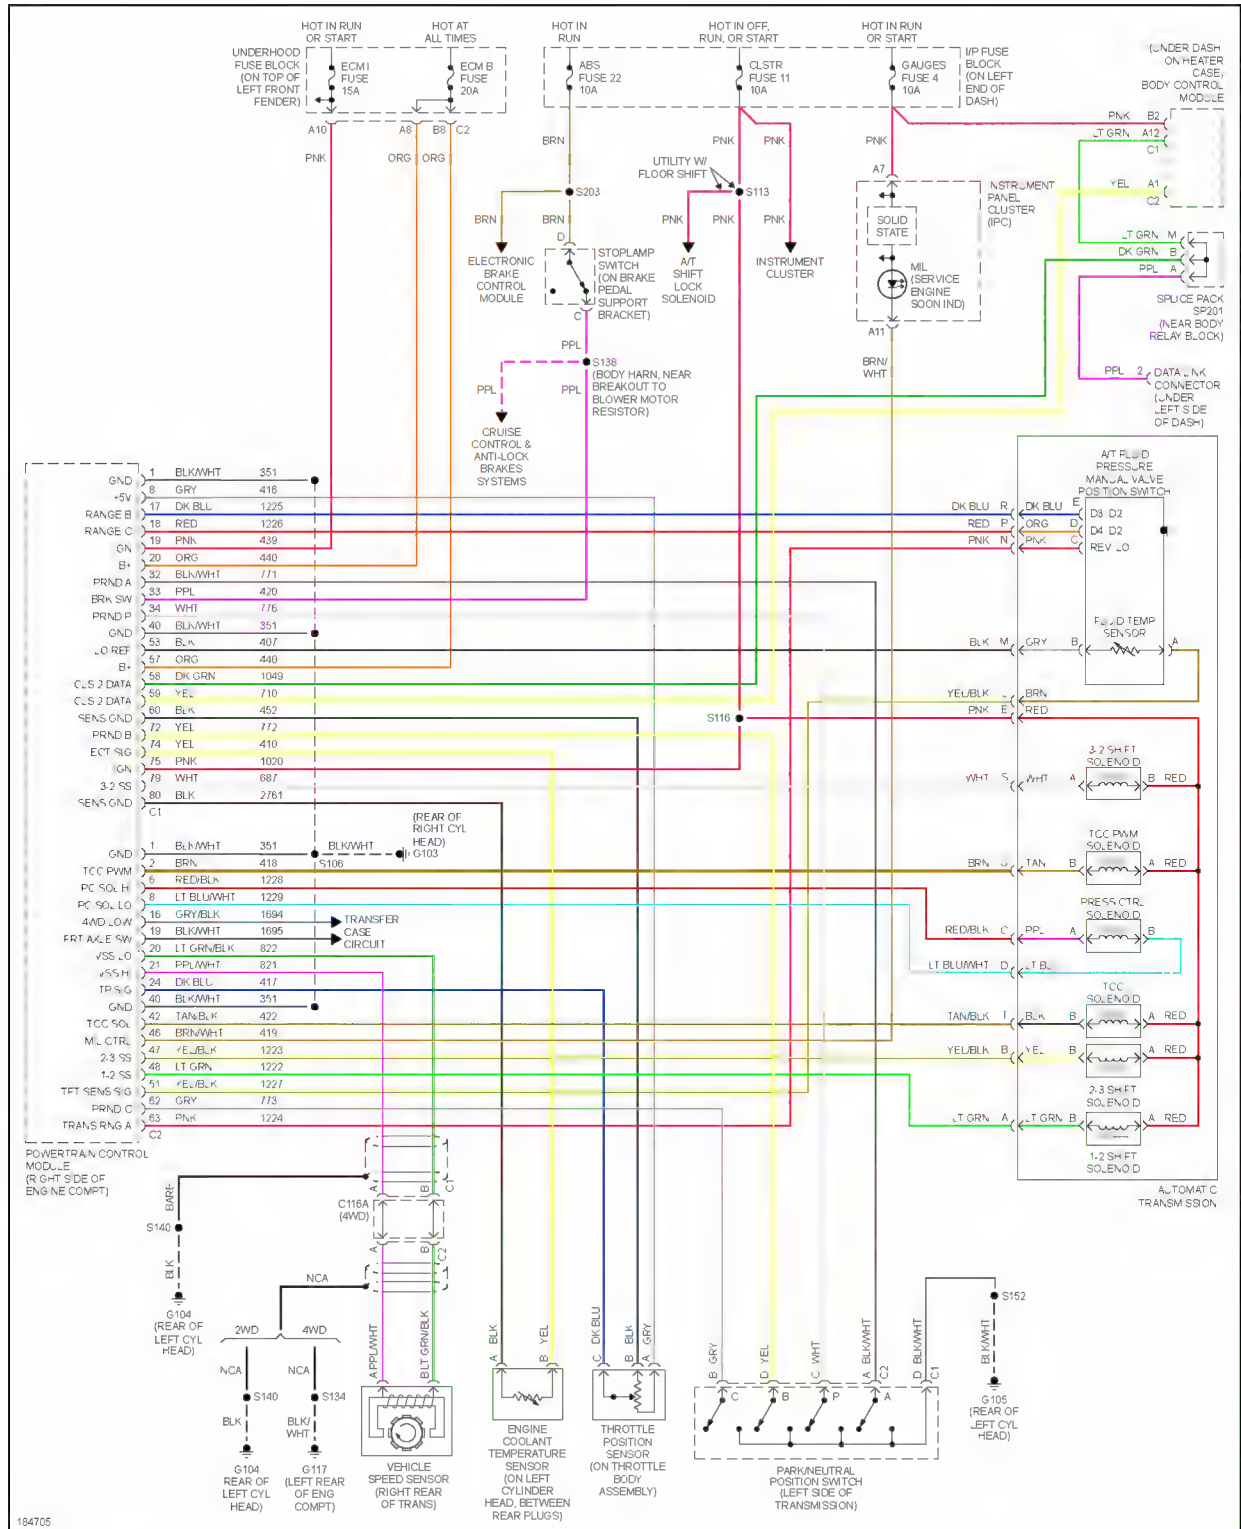 HOT IN RUN
OR START
HOT AT
ALL TIMES
HOT IN
RUN
HOT IN OFF,
RUN, OR START
HOT IN RUN
OR START
UNDERHOOD
FUSE BLOCK
(ON TOP OF
LEFT FRONT
FENDER)
ECM I
FUSE
15A
ECM B
FUSE
20A
ABS
FUSE 22
10A
CLSTR
FUSE 11
10A
GAUGES
FUSE 4
10A
I/P FUSE
BLOCK
(ON LEFT
END OF
DASH)
(UNDER DASH
ON HEATER
CASE,
BODY CONTROL
MODULE
A10
A8
B8
C2
PNK
ORG
ORG
BRN
PNK
PNK
PNK
PNK B2
LT GRN A12
C1
YEL A1
C2
UTILITY W/
FLOOR SHIFT
S203
S113
A7
BRN
BRN
D
PNK
PNK
PNK
ELECTRONIC
BRAKE
CONTROL
MODULE
STOPLAMP
SWITCH
(ON BRAKE
PEDAL
SUPPORT
BRACKET)
C
A/T
SHIFT
LOCK
SOLENOID
INSTRUMENT
CLUSTER
SOLID
STATE
INSTRUMENT
PANEL
CLUSTER
(IPC)
MIL
(SERVICE
ENGINE
SOON IND)
A11
BRN/
WHT
LT GRN M
DK GRN B
PPL A
SPLICE PACK
SP201
(NEAR BODY
RELAY BLOCK)
PPL 2
DATA LINK
CONNECTOR
(UNDER
LEFT SIDE
OF DASH)
PPL
S138
(BODY HARN, NEAR
BREAKOUT TO
BLOWER MOTOR
RESISTOR)
PPL
PPL
CRUISE
CONTROL &
ANTI-LOCK
BRAKES
SYSTEMS
GND 1 BLK/WHT 351
+5V 8 GRY 416
RANGE B 17 DK BLU 1225
RANGE C 18 RED 1226
IGN 19 PNK 439
B+ 20 ORG 440
PRND A 32 BLK/WHT 771
BRK SW 33 PPL 420
PRND P 34 WHT 776
GND 40 BLK/WHT 351
LO REF 53 BLK 407
B+ 57 ORG 440
CLS 2 DATA 58 DK GRN 1049
CLS 2 DATA 59 YEL 710
SENS GND 60 BLK 452
PRND B 72 YEL 772
ECT SIG 74 YEL 410
IGN 75 PNK 1020
3-2 SS 79 WHT 687
SENS GND 80 BLK 2761
C1
GND 1 BLK/WHT 351
TCC PWM 2 BRN 418
PC SOL HI 6 RED/BLK 1228
PC SOL LO 8 LT BLU/WHT 1229
4WD LOW 16 GRY/BLK 1694
FRT AXLE SW 19 BLK/WHT 1695
VSS LO 20 LT GRN/BLK 822
VSS HI 21 PPL/WHT 821
TP SIG 24 DK BLU 417
GND 40 BLK/WHT 351
TCC SOL 42 TAN/BLK 422
MIL CTRL 46 BRN/WHT 419
2-3 SS 47 YEL/BLK 1223
1-2 SS 48 LT GRN 1222
TFT SENS SIG 51 YEL/BLK 1227
PRND C 62 GRY 773
TRANS RNG A 63 PNK 1224
C2
POWERTRAIN CONTROL
MODULE
(RIGHT SIDE OF
ENGINE COMPT)
(REAR OF
RIGHT CYL
HEAD)
BLK/WHT
G103
S106
TRANSFER
CASE
CIRCUIT
S116
A/T FLUID
PRESSURE
MANUAL VALVE
POSITION SWITCH
DK BLU R DK BLU E D3 D2
RED P ORG D D4 D2
PNK N PNK C REV LO
FLUID TEMP
SENSOR
BLK M GRY B A
YEL/BLK L BRN
PNK E RED
3-2 SHIFT
SOLENOID
WHT S WHT A B RED
TCC PWM
SOLENOID
BRN U TAN B A RED
PRESS CTRL
SOLENOID
RED/BLK C PPL A B
LT BLU/WHT D LT BL
TCC
SOLENOID
TAN/BLK T BLK B A RED
YEL/BLK B YEL B A RED
2-3 SHIFT
SOLENOID
LT GRN A LT GRN B A RED
1-2 SHIFT
SOLENOID
AUTOMATIC
TRANSMISSION
BARE
S140
BLK
G104
(REAR OF
LEFT CYL
HEAD)
A B C1
C116A
(4WD)
A B C2
NCA
2WD 4WD
NCA NCA
S140 S134
BLK BLK/
WHT
G104
REAR OF
LEFT CYL
HEAD)
G117
(LEFT REAR
OF ENG
COMPT)
A PPL/WHT
B LT GRN/BLK
VEHICLE
SPEED SENSOR
(RIGHT REAR
OF TRANS)
A BLK
B YEL
ENGINE
COOLANT
TEMPERATURE
SENSOR
(ON LEFT
CYLINDER
HEAD, BETWEEN
REAR PLUGS)
C DK BLU
B BLK
A GRY
THROTTLE
POSITION
SENSOR
(ON THROTTLE
BODY
ASSEMBLY)
B GRY
D YEL
C WHT
A BLK/WHT
C2
D BLK/WHT
C1
C B P A
PARK/NEUTRAL
POSITION SWITCH
(LEFT SIDE OF
TRANSMISSION)
S152
BLK/WHT
G105
(REAR OF
LEFT CYL
HEAD)
184705